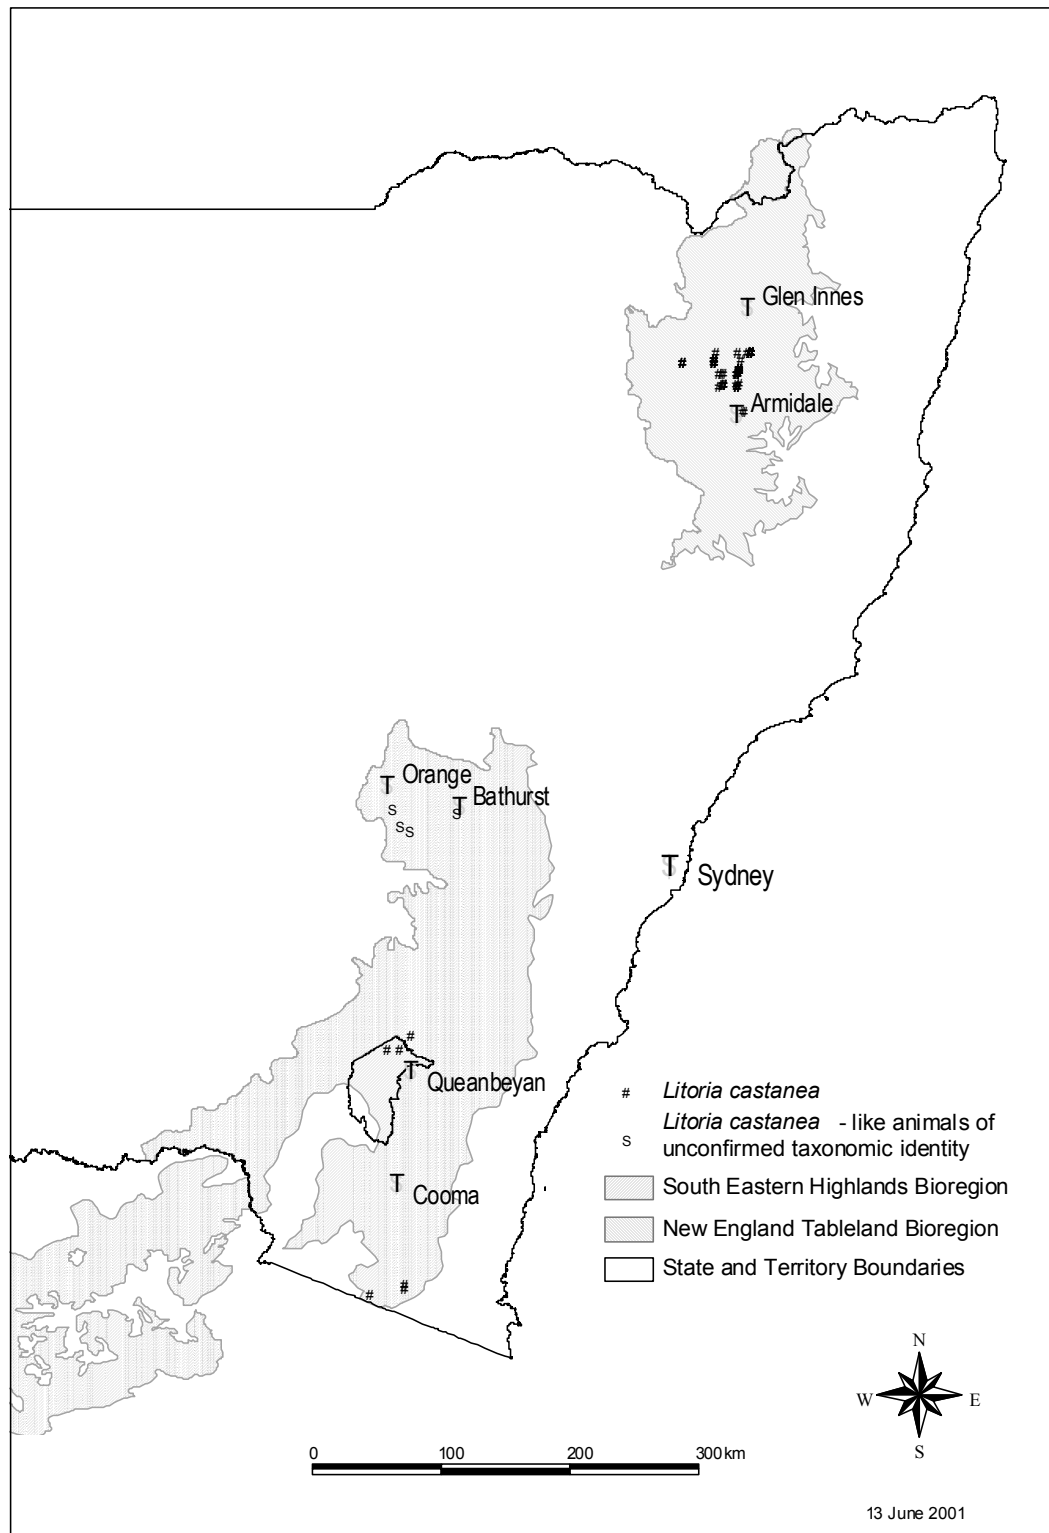 T Glen Innes
# # # #
# # #
# # #
# # #
T # Armidale
T Orange
T Bathurst
S S
S S
T Sydney
#
# #
T Queanbeyan
# Litoria castanea
Litoria castanea - like animals of
S unconfirmed taxonomic identity
South Eastern Highlands Bioregion
T Cooma
New England Tableland Bioregion
State and Territory Boundaries
# #
N
W E
S
0 100 200 300 km
13 June 2001